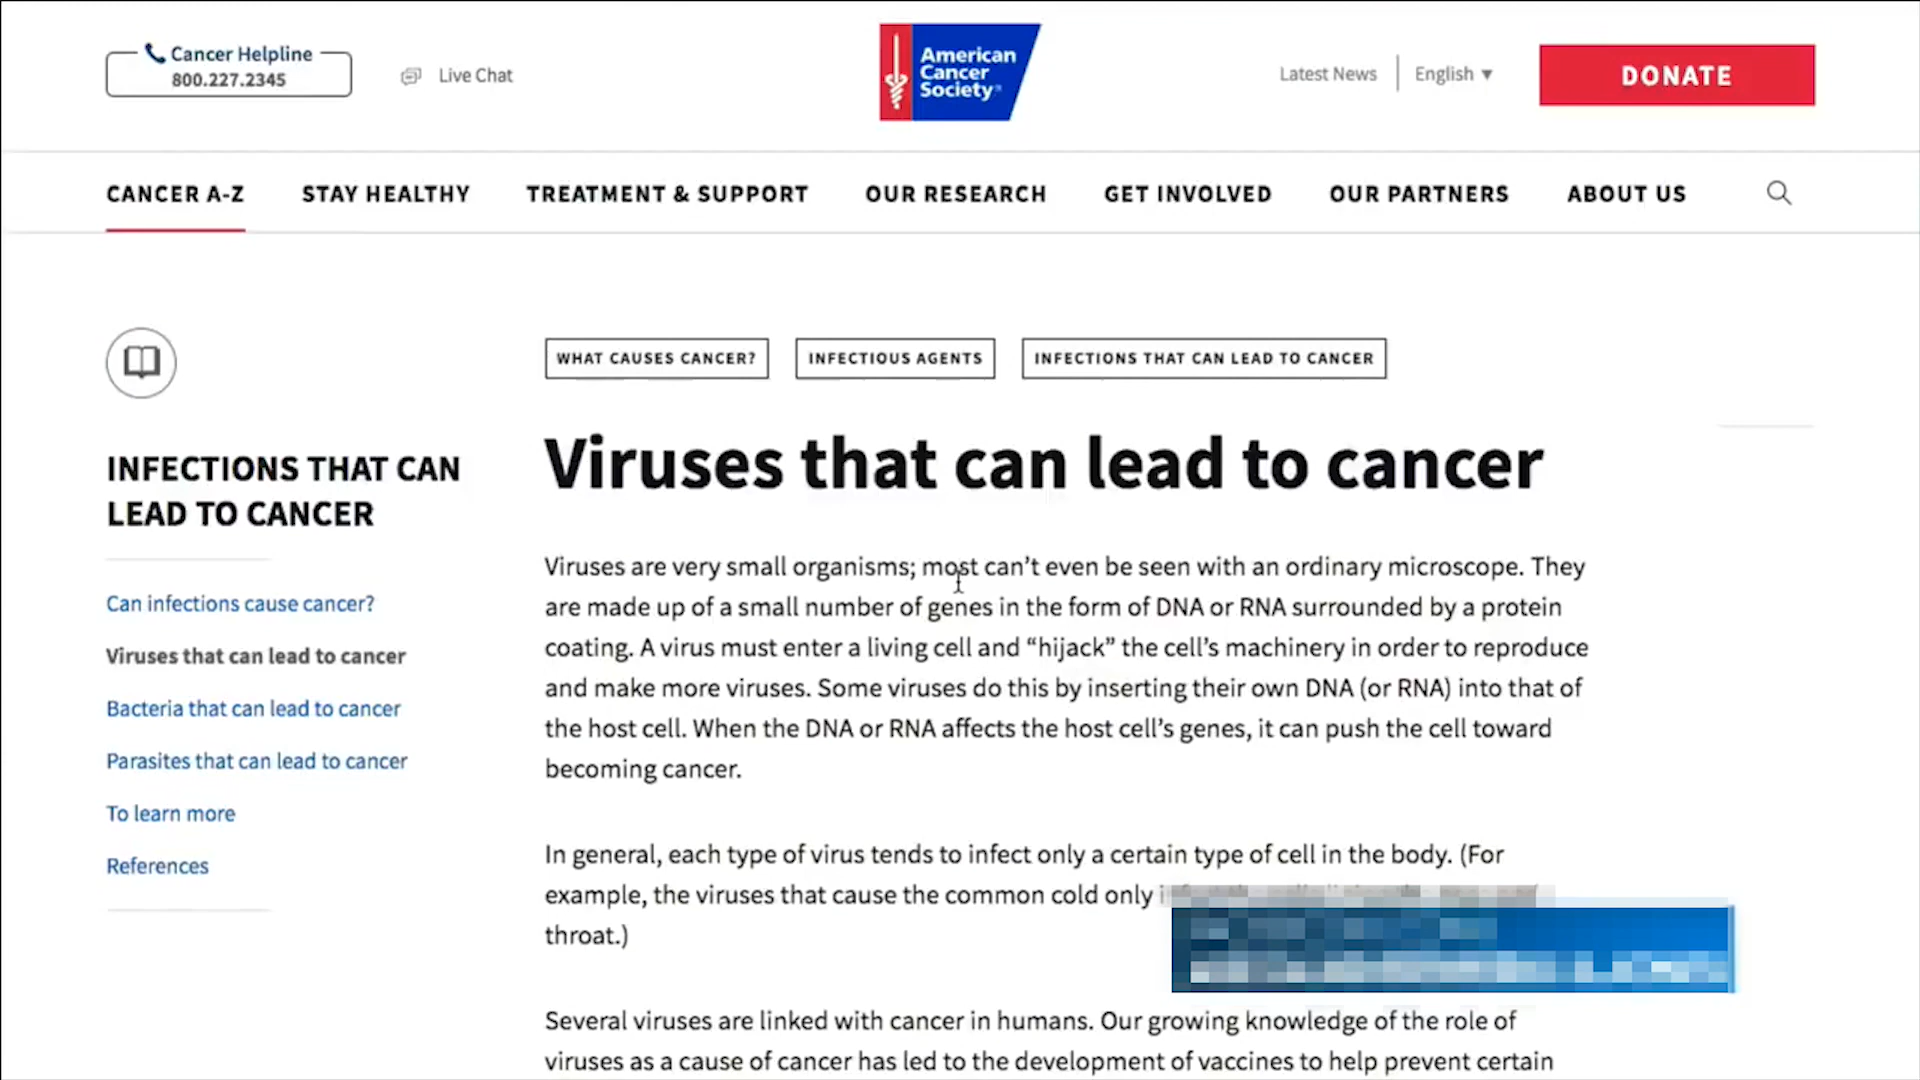 Cancer Helpline
800.227.2345
Live Chat
American
Cancer
Society
Latest News
English
DONATE
CANCER A-Z
STAY HEALTHY
TREATMENT & SUPPORT
OUR RESEARCH
GET INVOLVED
OUR PARTNERS
ABOUT US
INFECTIONS THAT CAN
LEAD TO CANCER
Can infections cause cancer?
Viruses that can lead to cancer
Bacteria that can lead to cancer
Parasites that can lead to cancer
To learn more
References
WHAT CAUSES CANCER?
INFECTIOUS AGENTS
INFECTIONS THAT CAN LEAD TO CANCER
Viruses that can lead to cancer
Viruses are very small organisms; most can’t even be seen with an ordinary microscope. They
are made up of a small number of genes in the form of DNA or RNA surrounded by a protein
coating. A virus must enter a living cell and “hijack” the cell’s machinery in order to reproduce
and make more viruses. Some viruses do this by inserting their own DNA (or RNA) into that of
the host cell. When the DNA or RNA affects the host cell’s genes, it can push the cell toward
becoming cancer.
In general, each type of virus tends to infect only a certain type of cell in the body. (For
example, the viruses that cause the common cold only
throat.)
Several viruses are linked with cancer in humans. Our growing knowledge of the role of
viruses as a cause of cancer has led to the development of vaccines to help prevent certain